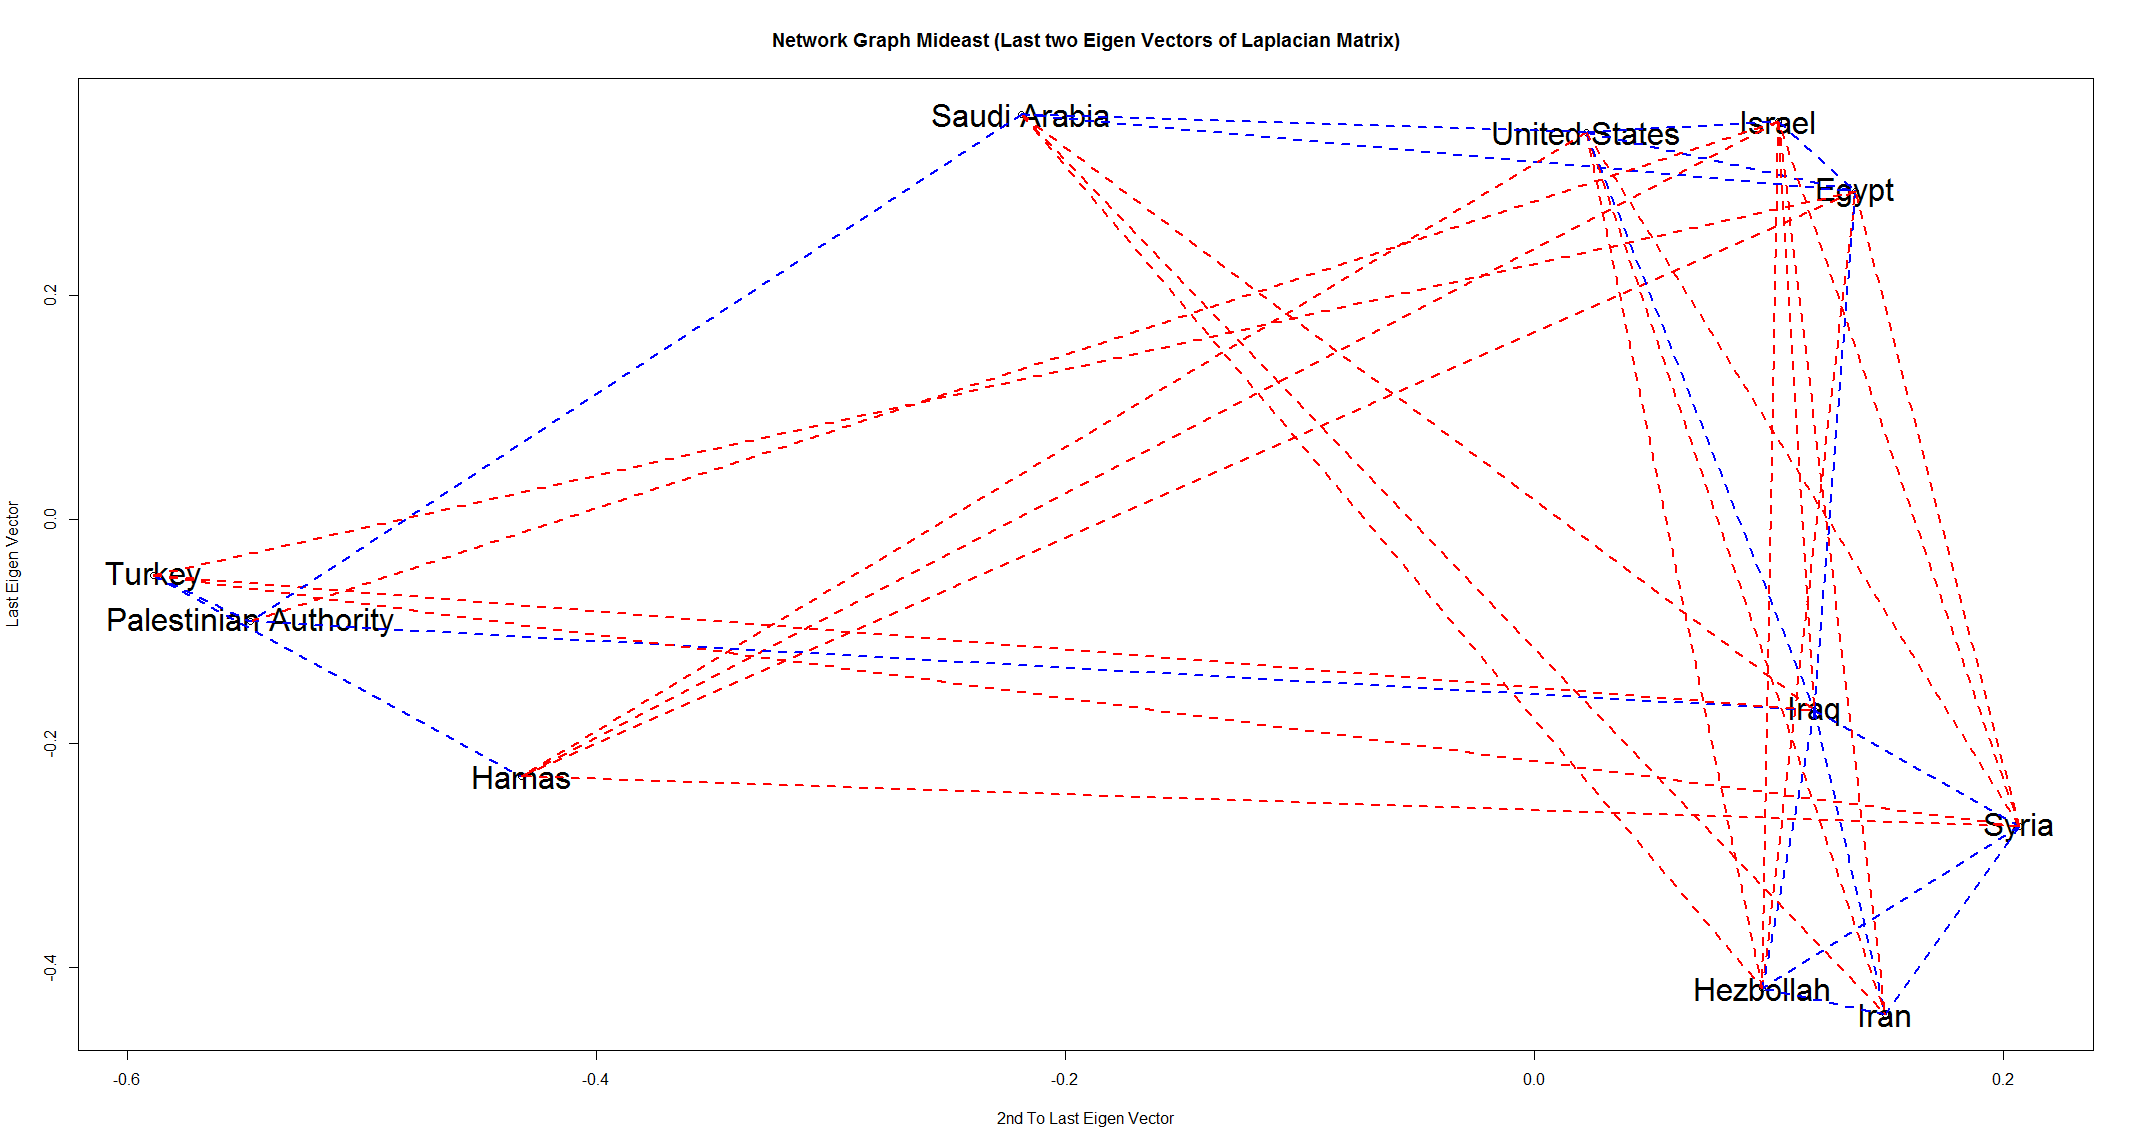 Network Graph Mideast (Last two Eigen Vectors of Laplacian Matrix)
Saudi Arabia
United States
Israel
Egypt
Turkey
Palestinian Authority
Iraq
Hamas
Syria
Hezbollah
Iran
Last Eigen Vector
0.2
0.0
-0.2
-0.4
-0.6
-0.4
-0.2
0.0
0.2
2nd To Last Eigen Vector